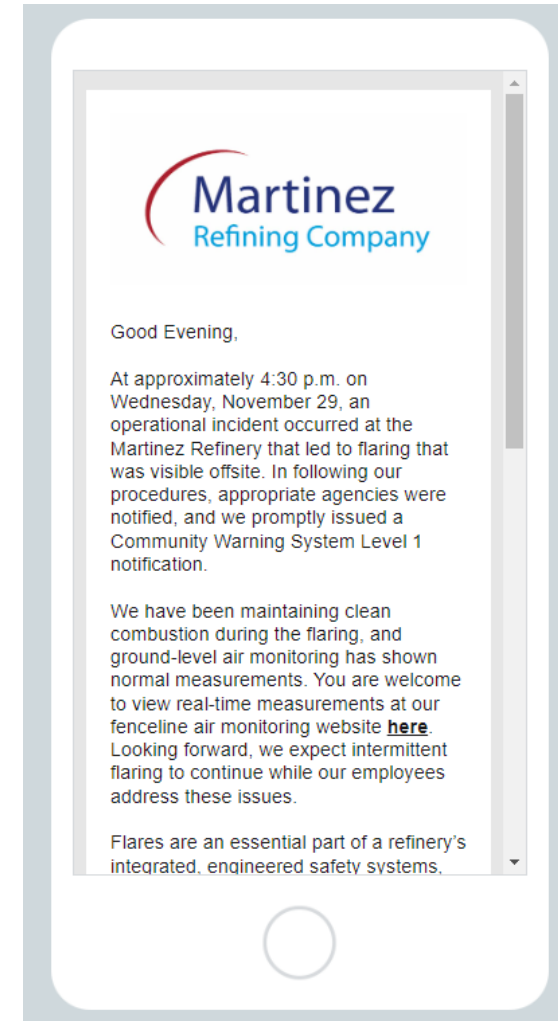 Martinez
Refining Company
Good Evening,
At approximately 4:30 p.m. on
Wednesday, November 29, an
operational incident occurred at the
Martinez Refinery that led to flaring that
was visible offsite. In following our
procedures, appropriate agencies were
notified, and we promptly issued a
Community Warning System Level 1
notification.
We have been maintaining clean
combustion during the flaring, and
ground-level air monitoring has shown
normal measurements. You are welcome
to view real-time measurements at our
fenceline air monitoring website here.
Looking forward, we expect intermittent
flaring to continue while our employees
address these issues.
Flares are an essential part of a refinery's
integrated, engineered safety systems,